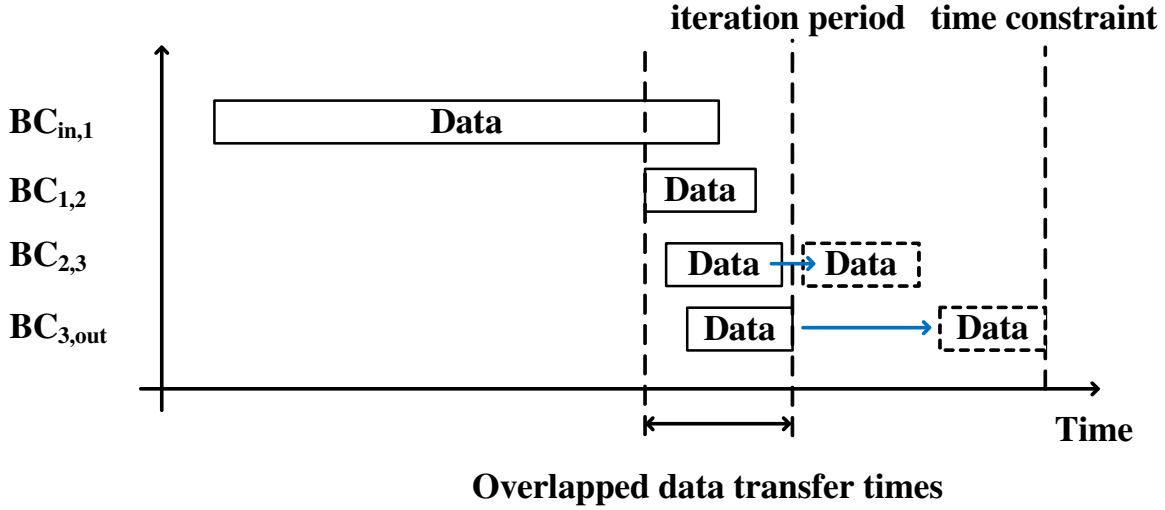 iteration period time constraint
BCin,1 Data
BC1,2 Data
BC2,3 Data Data
BC3,out Data Data
Time
Overlapped data transfer times